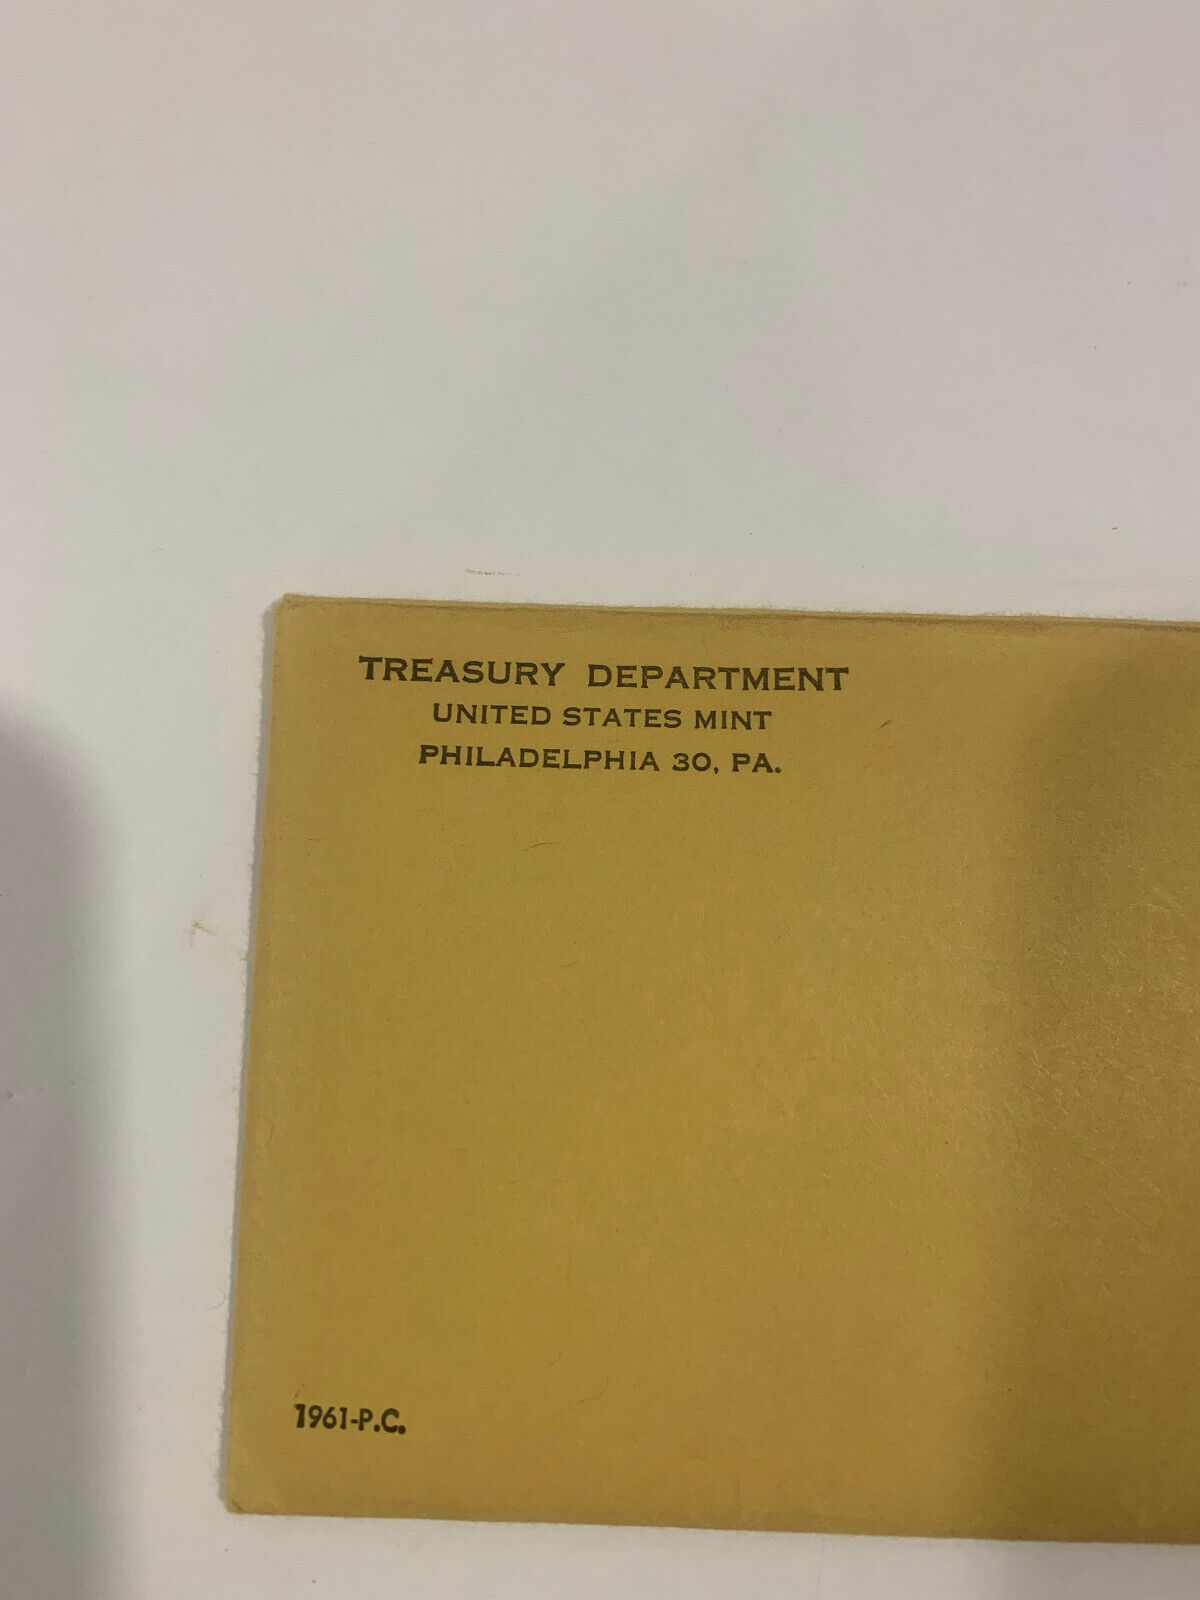 TREASURY DEPARTMENT
UNITED STATES MINT
PHILADELPHIA 30, PA.
1961-P.C.